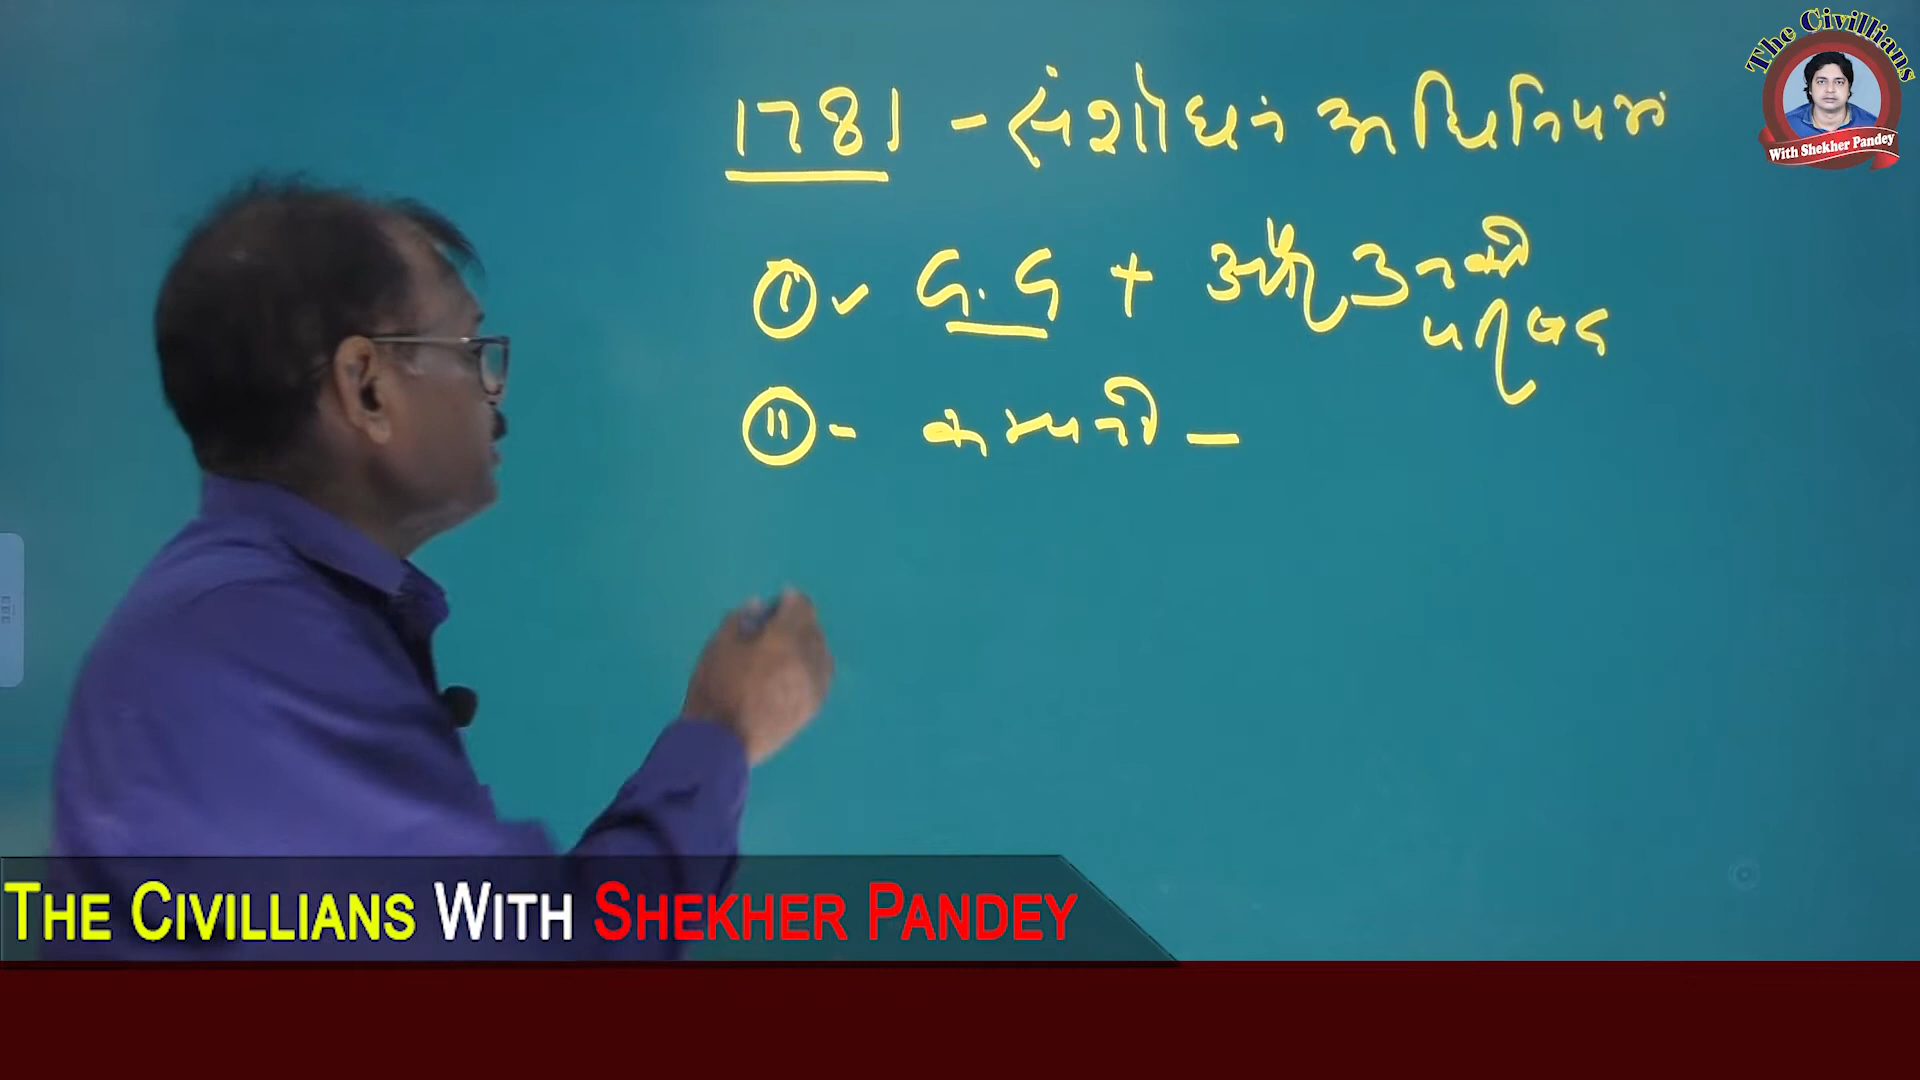 The Civillians
With Shekher Pandey
1781 - संशोधन अधिनियम
① G.G + और उनकी
परिषद
② - कम्पनी -
THE CIVILLIANS WITH SHEKHER PANDEY